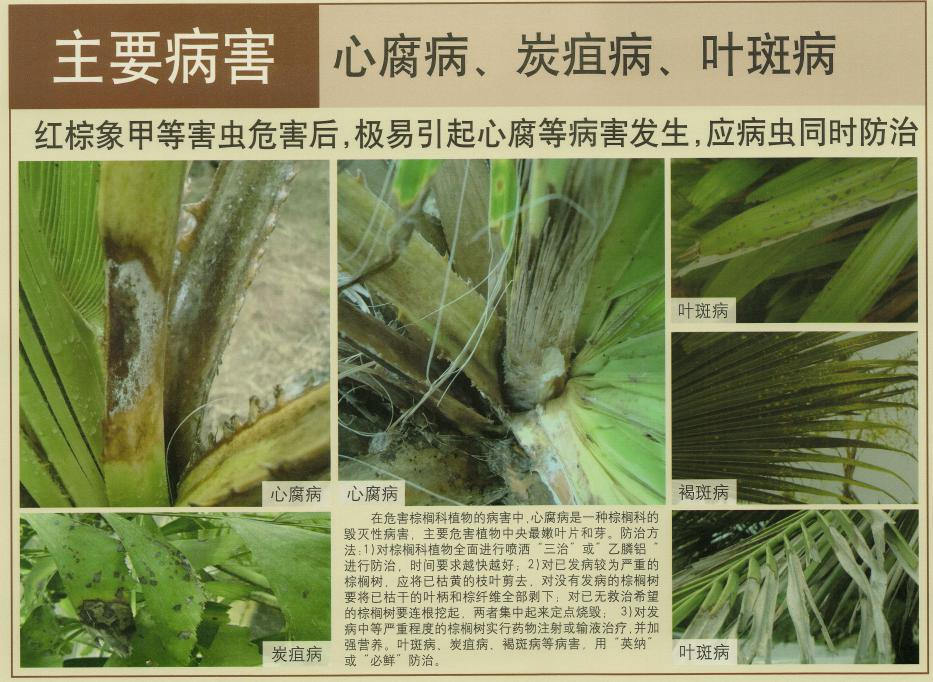 主要病害
心腐病、炭疽病、叶斑病
红棕象甲等害虫危害后,极易引起心腐等病害发生,应病虫同时防治
叶斑病
心腐病
心腐病
褐斑病
在危害棕榈科植物的病害中,心腐病是一种棕榈科的
毁灭性病害，主要危害植物中央最嫩叶片和芽。防治方
法:1)对棕榈科植物全面进行喷洒“三治”或“乙膦铝”
进行防治，时间要求越快越好；2)对已发病较为严重的
棕榈树，应将已枯黄的枝叶剪去，对没有发病的棕榈树
要将已枯干的叶柄和棕纤维全部剥下；对已无救治希望
的棕榈树要连根挖起，两者集中起来定点烧毁； 3)对发
病中等严重程度的棕榈树实行药物注射或输液治疗,并加
强营养。叶斑病、炭疽病、褐斑病等病害，用“英纳”
或“必鲜”防治。
炭疽病
叶斑病